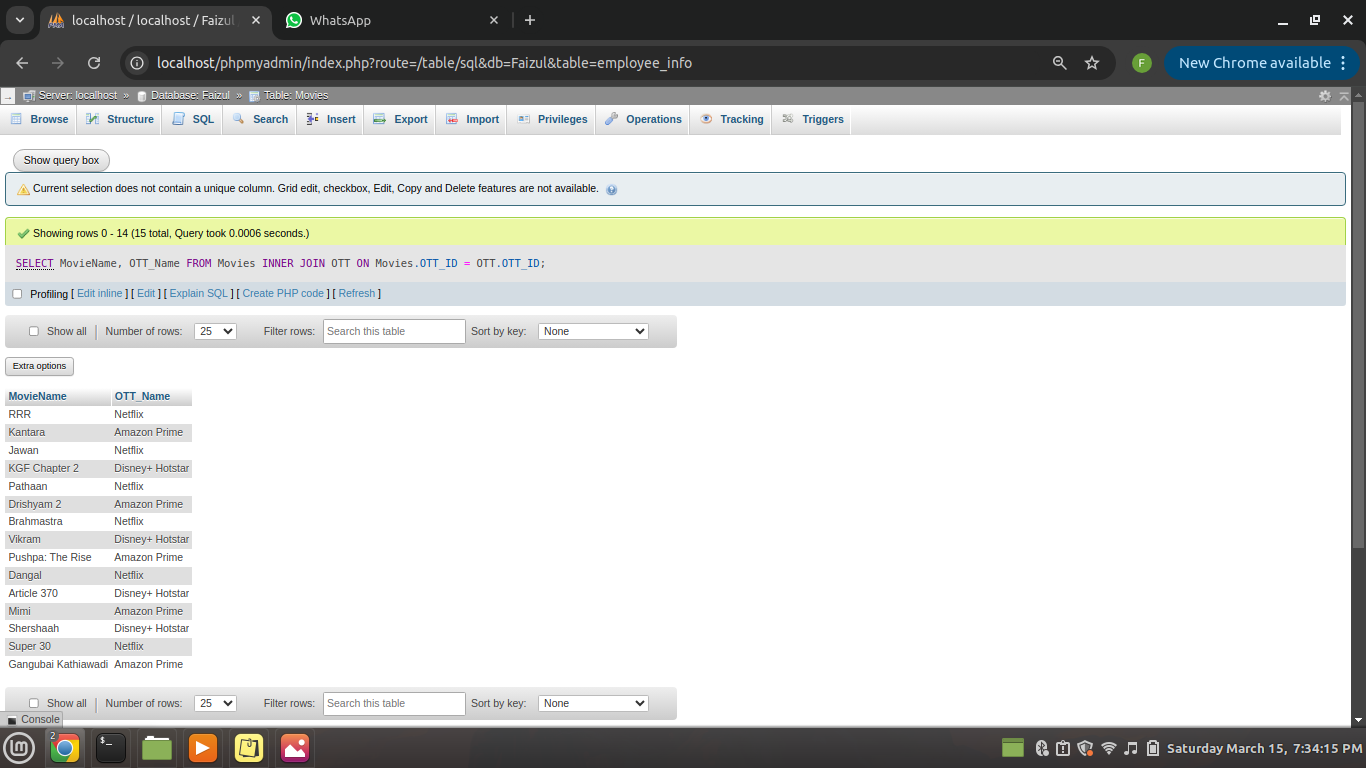 localhost / localhost / Faizul
WhatsApp
localhost/phpmyadmin/index.php?route=/table/sql&db=Faizul&table=employee_info
F
New Chrome available
Server: localhost » Database: Faizul » Table: Movies
Browse Structure SQL Search Insert Export Import Privileges Operations Tracking Triggers
Show query box
Current selection does not contain a unique column. Grid edit, checkbox, Edit, Copy and Delete features are not available.
Showing rows 0 - 14 (15 total, Query took 0.0006 seconds.)
SELECT MovieName, OTT_Name FROM Movies INNER JOIN OTT ON Movies.OTT_ID = OTT.OTT_ID;
Profiling [ Edit inline ] [ Edit ] [ Explain SQL ] [ Create PHP code ] [ Refresh ]
Show all | Number of rows: 25 Filter rows: Search this table Sort by key: None
Extra options
MovieName OTT_Name
RRR Netflix
Kantara Amazon Prime
Jawan Netflix
KGF Chapter 2 Disney+ Hotstar
Pathaan Netflix
Drishyam 2 Amazon Prime
Brahmastra Netflix
Vikram Disney+ Hotstar
Pushpa: The Rise Amazon Prime
Dangal Netflix
Article 370 Disney+ Hotstar
Mimi Amazon Prime
Shershaah Disney+ Hotstar
Super 30 Netflix
Gangubai Kathiawadi Amazon Prime
Show all | Number of rows: 25 Filter rows: Search this table Sort by key: None
Console
2
Saturday March 15, 7:34:15 PM